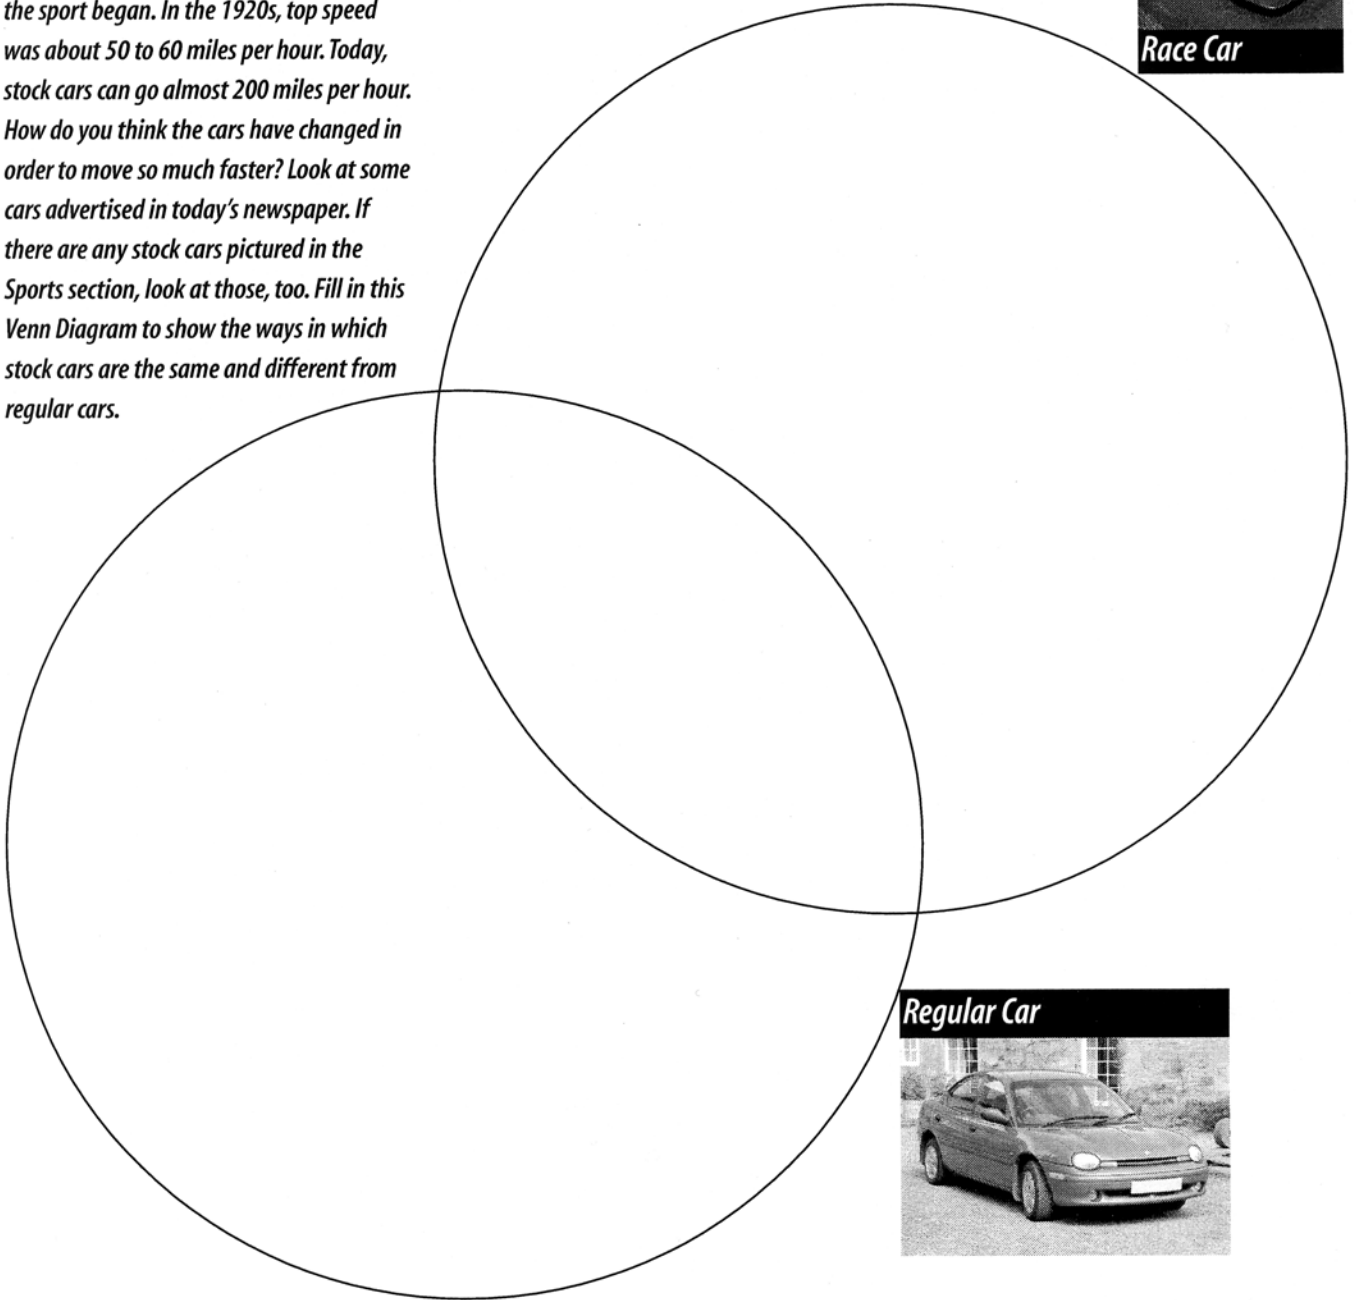 the sport began. In the 1920s, top speed
was about 50 to 60 miles per hour. Today,
stock cars can go almost 200 miles per hour.
How do you think the cars have changed in
order to move so much faster? Look at some
cars advertised in today's newspaper. If
there are any stock cars pictured in the
Sports section, look at those, too. Fill in this
Venn Diagram to show the ways in which
stock cars are the same and different from
regular cars.
Race Car
Regular Car